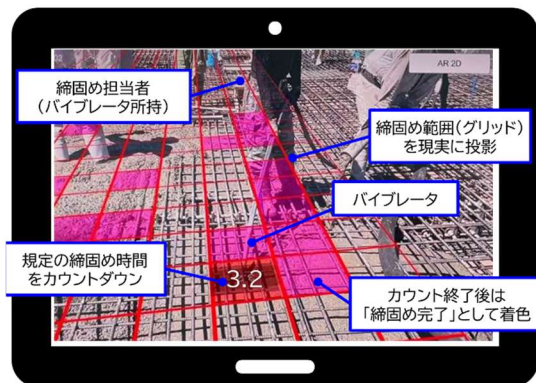 AR 2D
締固め担当者
(バイブレータ所持)
締固め範囲(グリッド)
を現実に投影
バイブレータ
規定の締固め時間
をカウントダウン
3.2
カウント終了後は
「締固め完了」として着色